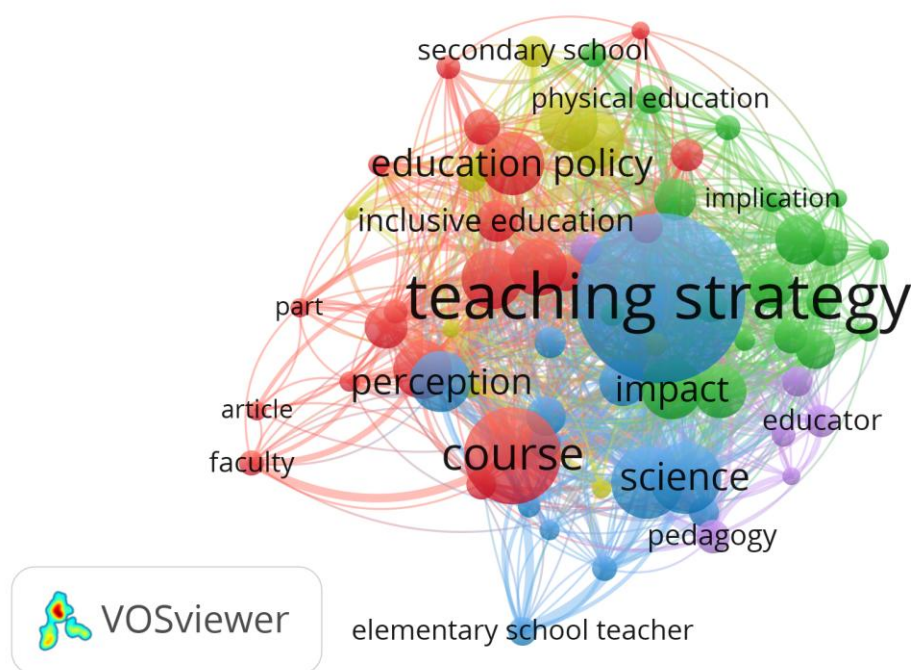 secondary school
physical education
education policy
implication
inclusive education
teaching strategy
part
perception
impact
article
educator
course
faculty
science
pedagogy
VOSviewer
elementary school teacher